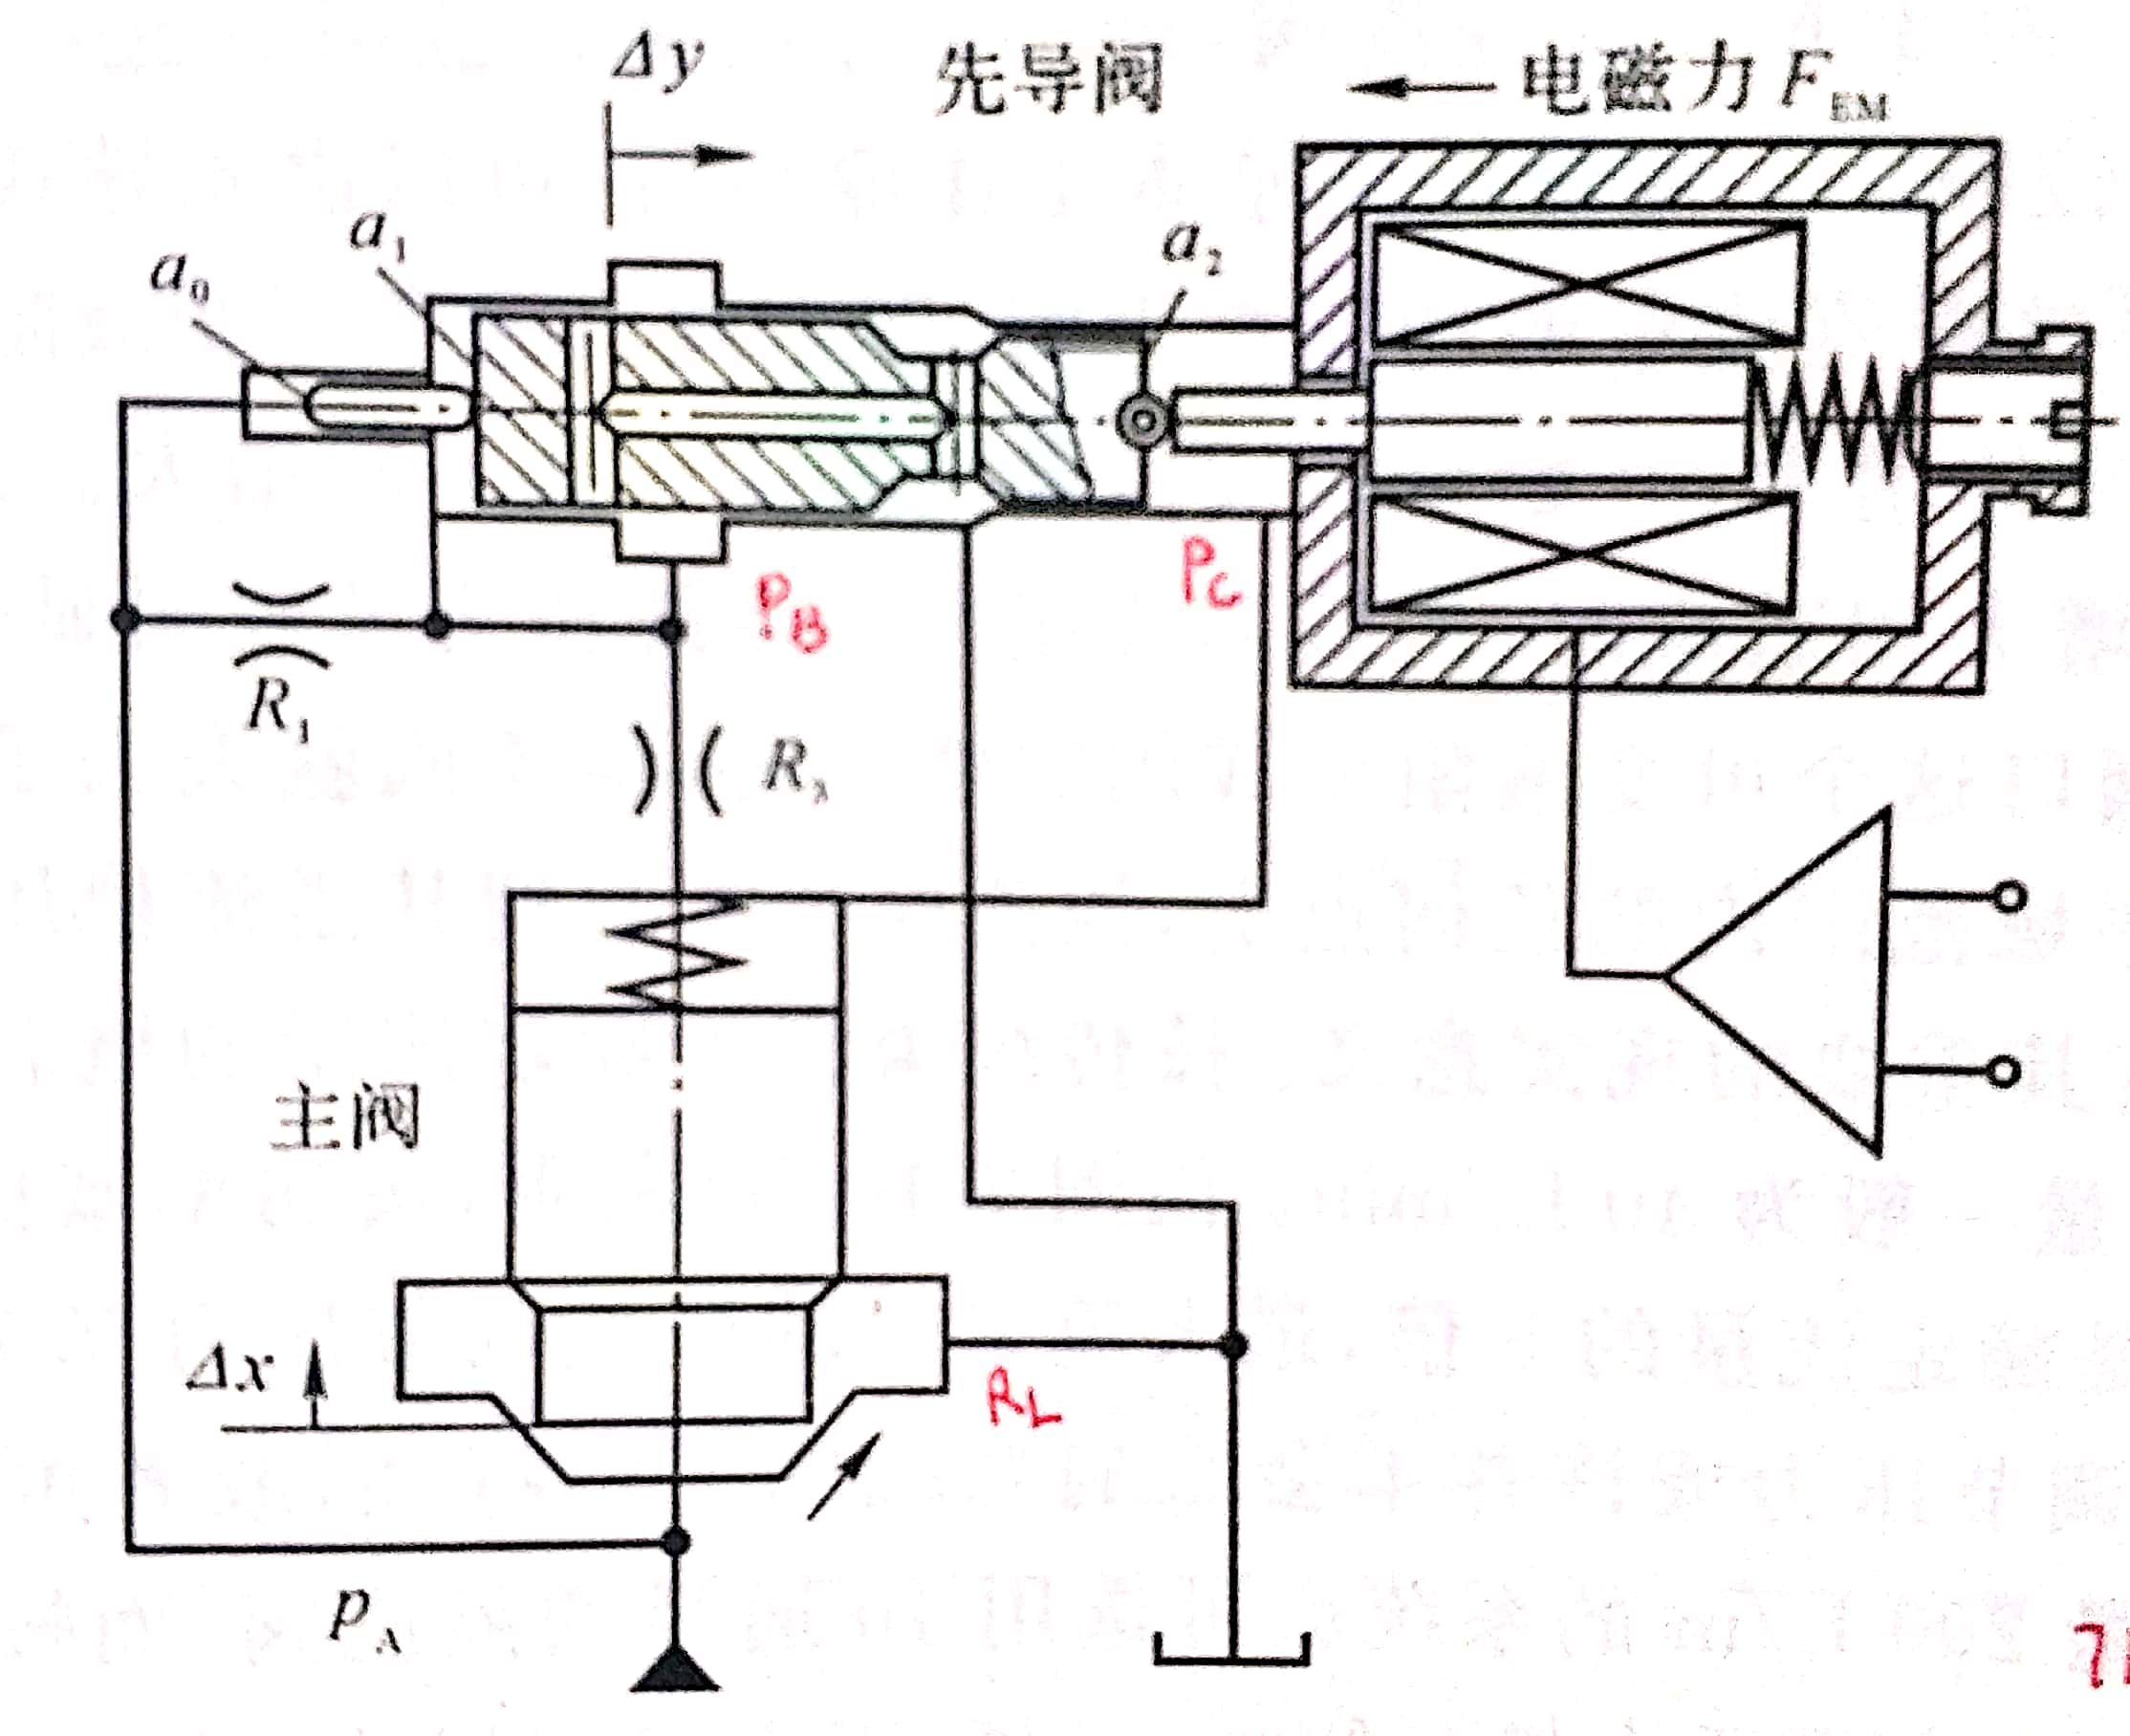 Δy
先导阀
电磁力 F_EM
a₁
a₂
a₀
P_B
P_C
R₁
R₃
主阀
Δx
R_L
p_A